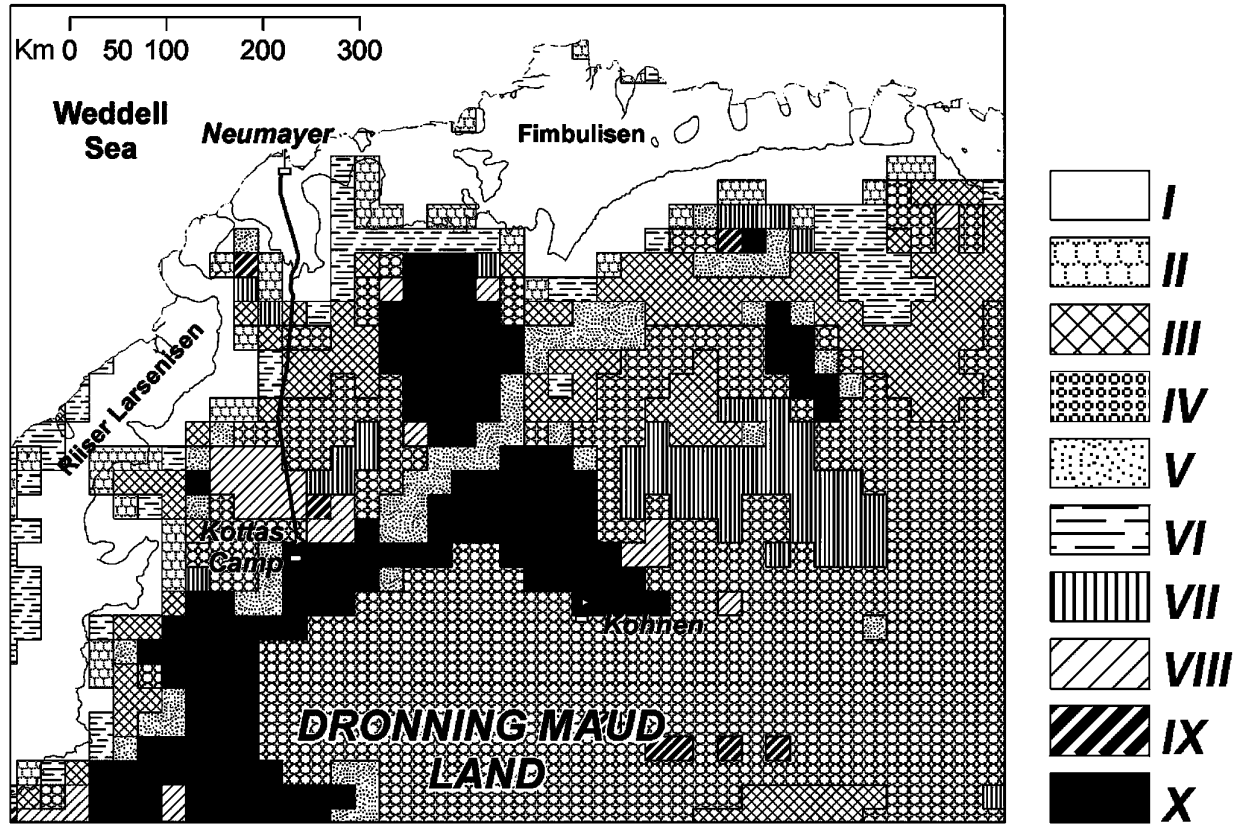 Km 0 50 100 200 300
Weddell
Sea
Neumayer
Fimbulisen
Riiser Larsenisen
Kottas
Camp
Kohnen
DRONNING MAUD
LAND
I
II
III
IV
V
VI
VII
VIII
IX
X